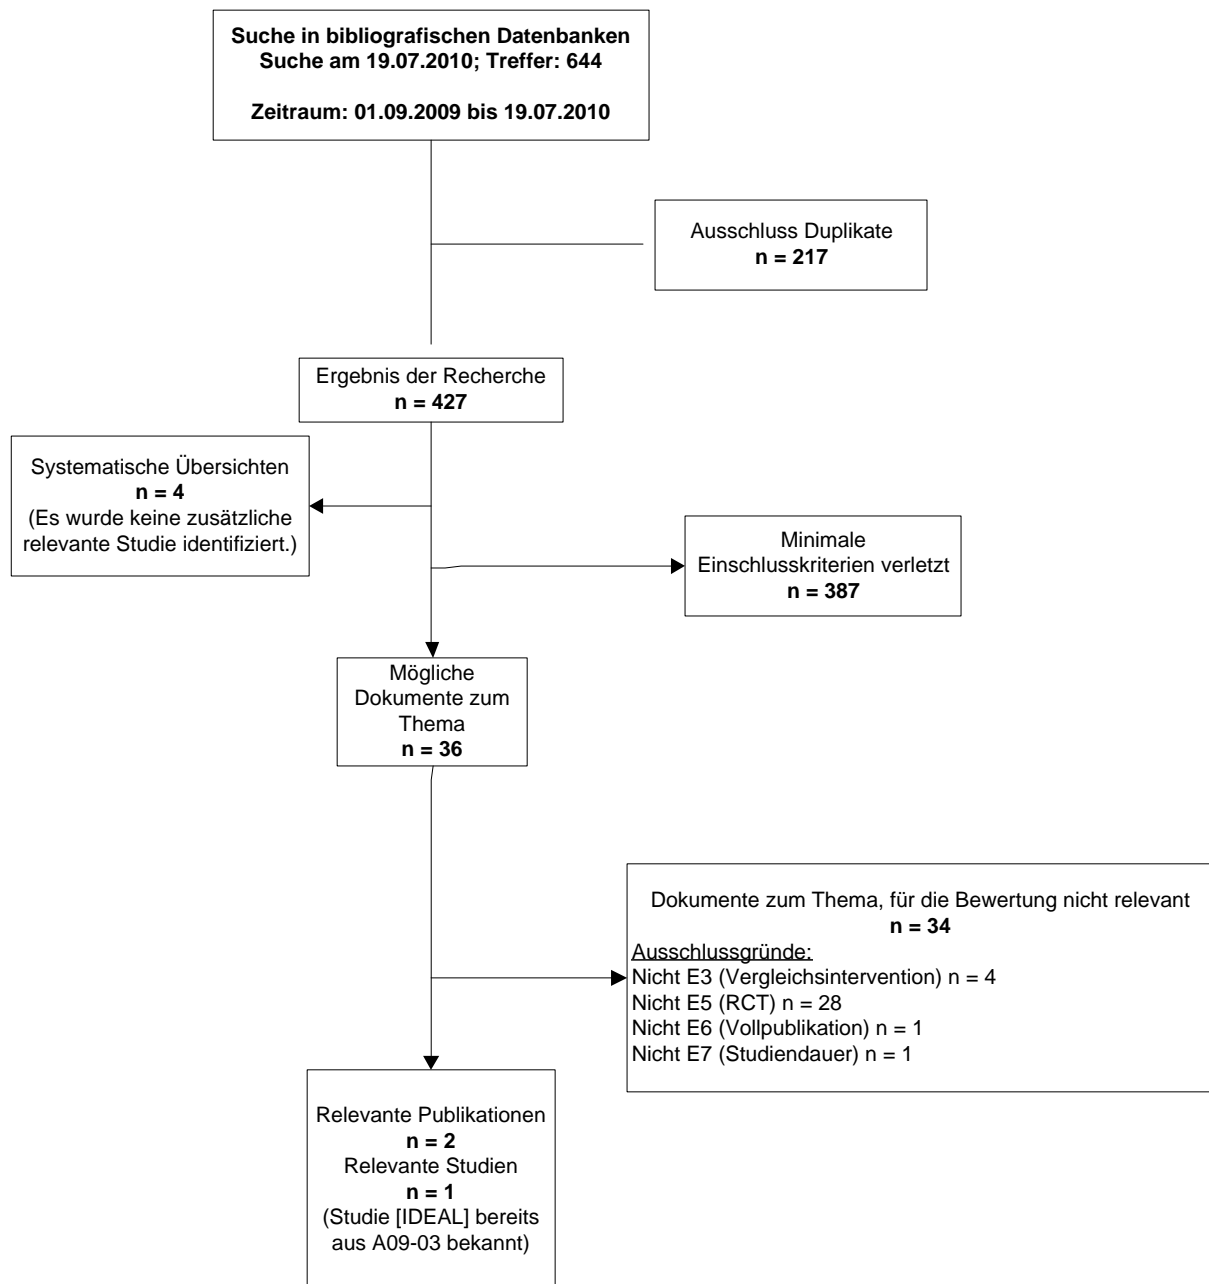 Suche in bibliografischen Datenbanken
Suche am 19.07.2010; Treffer: 644
Zeitraum: 01.09.2009 bis 19.07.2010
Ausschluss Duplikate
n = 217
Ergebnis der Recherche
n = 427
Systematische Übersichten
n = 4
(Es wurde keine zusätzliche
relevante Studie identifiziert.)
Minimale
Einschlusskriterien verletzt
n = 387
Mögliche
Dokumente zum
Thema
n = 36
Dokumente zum Thema, für die Bewertung nicht relevant
n = 34
Ausschlussgründe:
Nicht E3 (Vergleichsintervention) n = 4
Nicht E5 (RCT) n = 28
Nicht E6 (Vollpublikation) n = 1
Nicht E7 (Studiendauer) n = 1
Relevante Publikationen
n = 2
Relevante Studien
n = 1
(Studie [IDEAL] bereits
aus A09-03 bekannt)